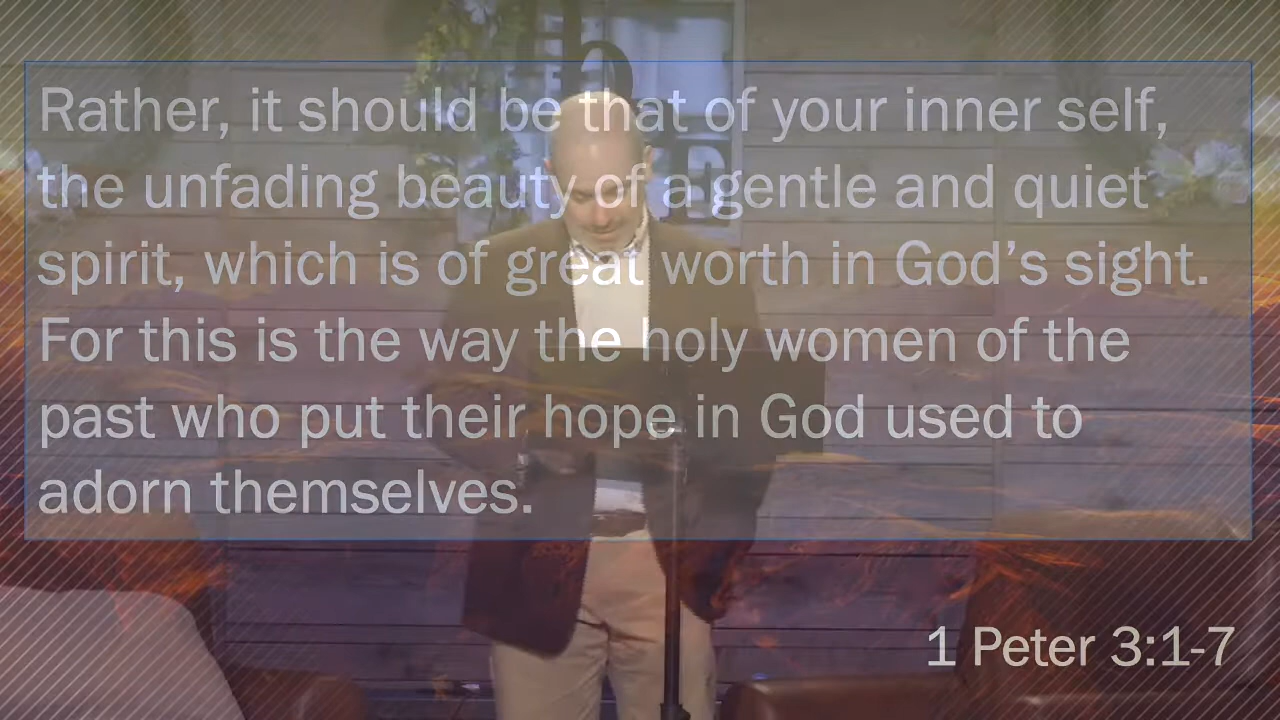 Rather, it should be that of your inner self,
the unfading beauty of a gentle and quiet
spirit, which is of great worth in God’s sight.
For this is the way the holy women of the
past who put their hope in God used to
adorn themselves.
1 Peter 3:1-7